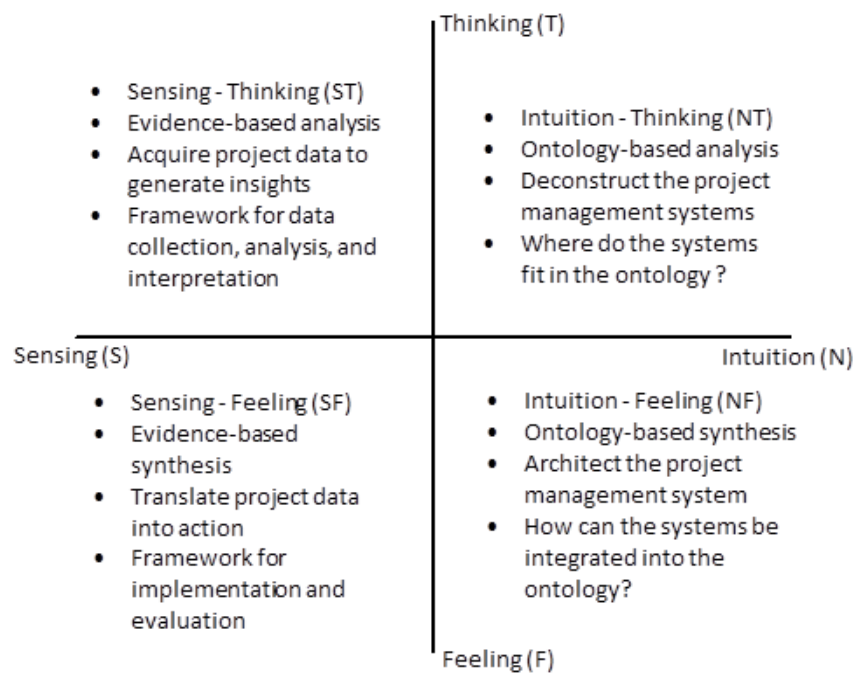 Thinking (T)
• Sensing - Thinking (ST)
• Evidence-based analysis
• Acquire project data to
generate insights
• Framework for data
collection, analysis, and
interpretation
• Intuition - Thinking (NT)
• Ontology-based analysis
• Deconstruct the project
management systems
• Where do the systems
fit in the ontology ?
Sensing (S)
Intuition (N)
• Sensing - Feeling (SF)
• Evidence-based
synthesis
• Translate project data
into action
• Framework for
implementation and
evaluation
• Intuition - Feeling (NF)
• Ontology-based synthesis
• Architect the project
management system
• How can the systems be
integrated into the
ontology?
Feeling (F)